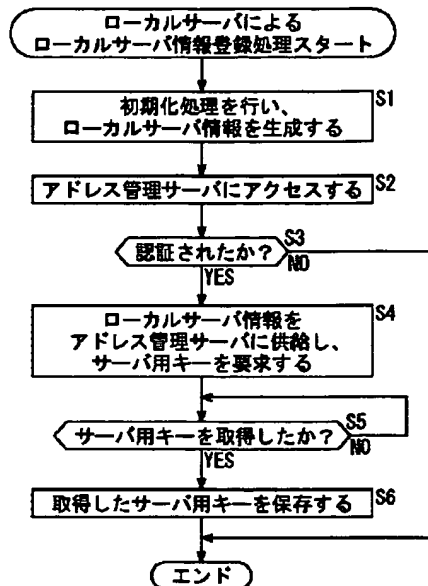 ローカルサーバによる
ローカルサーバ情報登録処理スタート
初期化処理を行い、
ローカルサーバ情報を生成する
S1
アドレス管理サーバにアクセスする
S2
認証されたか?
S3
NO
YES
ローカルサーバ情報を
アドレス管理サーバに供給し、
サーバ用キーを要求する
S4
サーバ用キーを取得したか?
S5
NO
YES
取得したサーバ用キーを保存する
S6
エンド